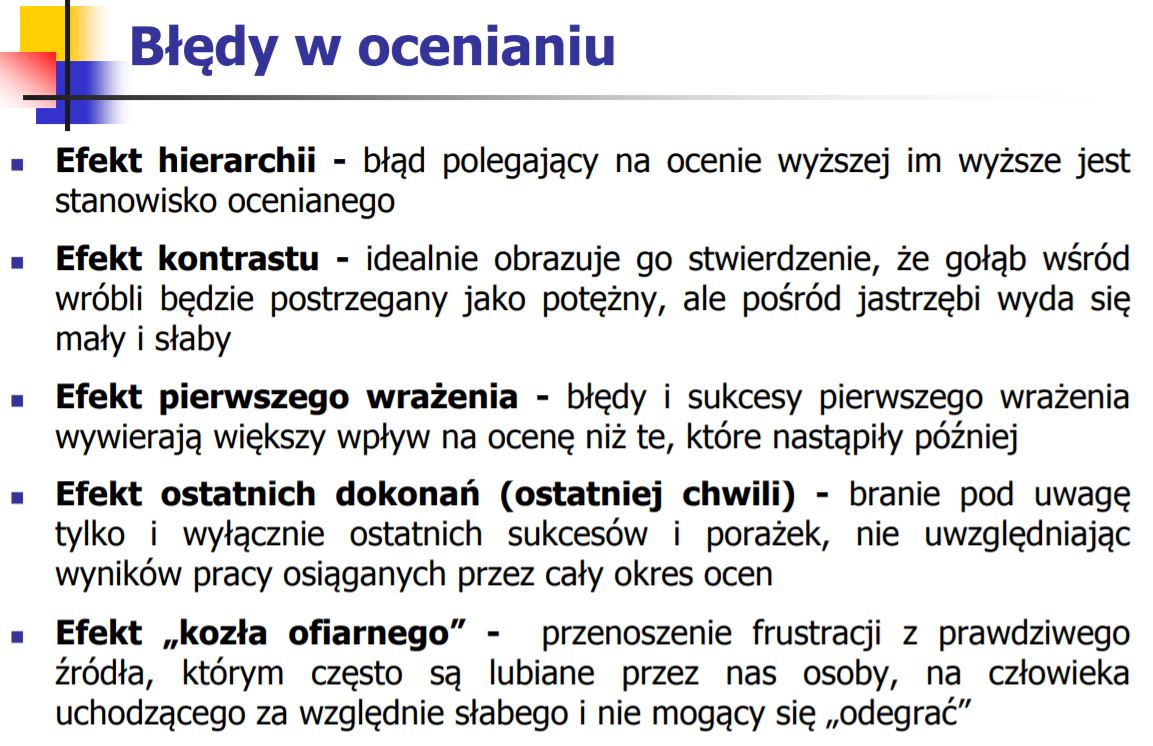 Błędy w ocenianiu
Efekt hierarchii - błąd polegający na ocenie wyższej im wyższe jest
stanowisko ocenianego
Efekt kontrastu - idealnie obrazuje go stwierdzenie, że gołąb wśród
wróbli będzie postrzegany jako potężny, ale pośród jastrzębi wyda się
mały i słaby
Efekt pierwszego wrażenia - błędy i sukcesy pierwszego wrażenia
wywierają większy wpływ na ocenę niż te, które nastąpiły później
Efekt ostatnich dokonań (ostatniej chwili) - branie pod uwagę
tylko i wyłącznie ostatnich sukcesów i porażek, nie uwzględniając
wyników pracy osiąganych przez cały okres ocen
Efekt „kozła ofiarnego” - przenoszenie frustracji z prawdziwego
źródła, którym często są lubiane przez nas osoby, na człowieka
uchodzącego za względnie słabego i nie mogący się „odegrać”